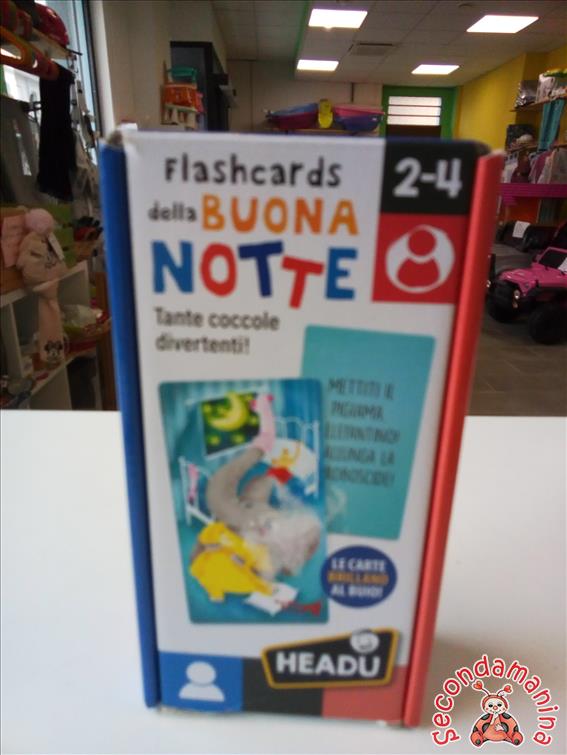 Flashcards
della BUONA
NOTTE
2-4
Tante coccole
divertenti!
METTITI IL
PIGIAMA,
ELEFANTINO!
ALLUNGA LA
PROBOSCIDE!
LE CARTE
BRILLANO
AL BUIO!
HEADU
Secondamanina